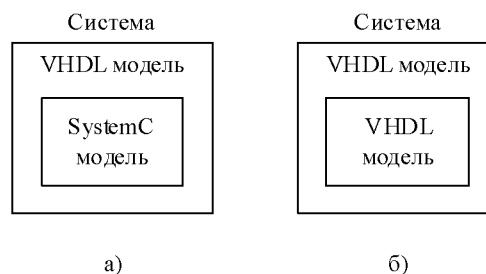 Система
VHDL модель
SystemC
модель
а)
Система
VHDL модель
VHDL
модель
б)